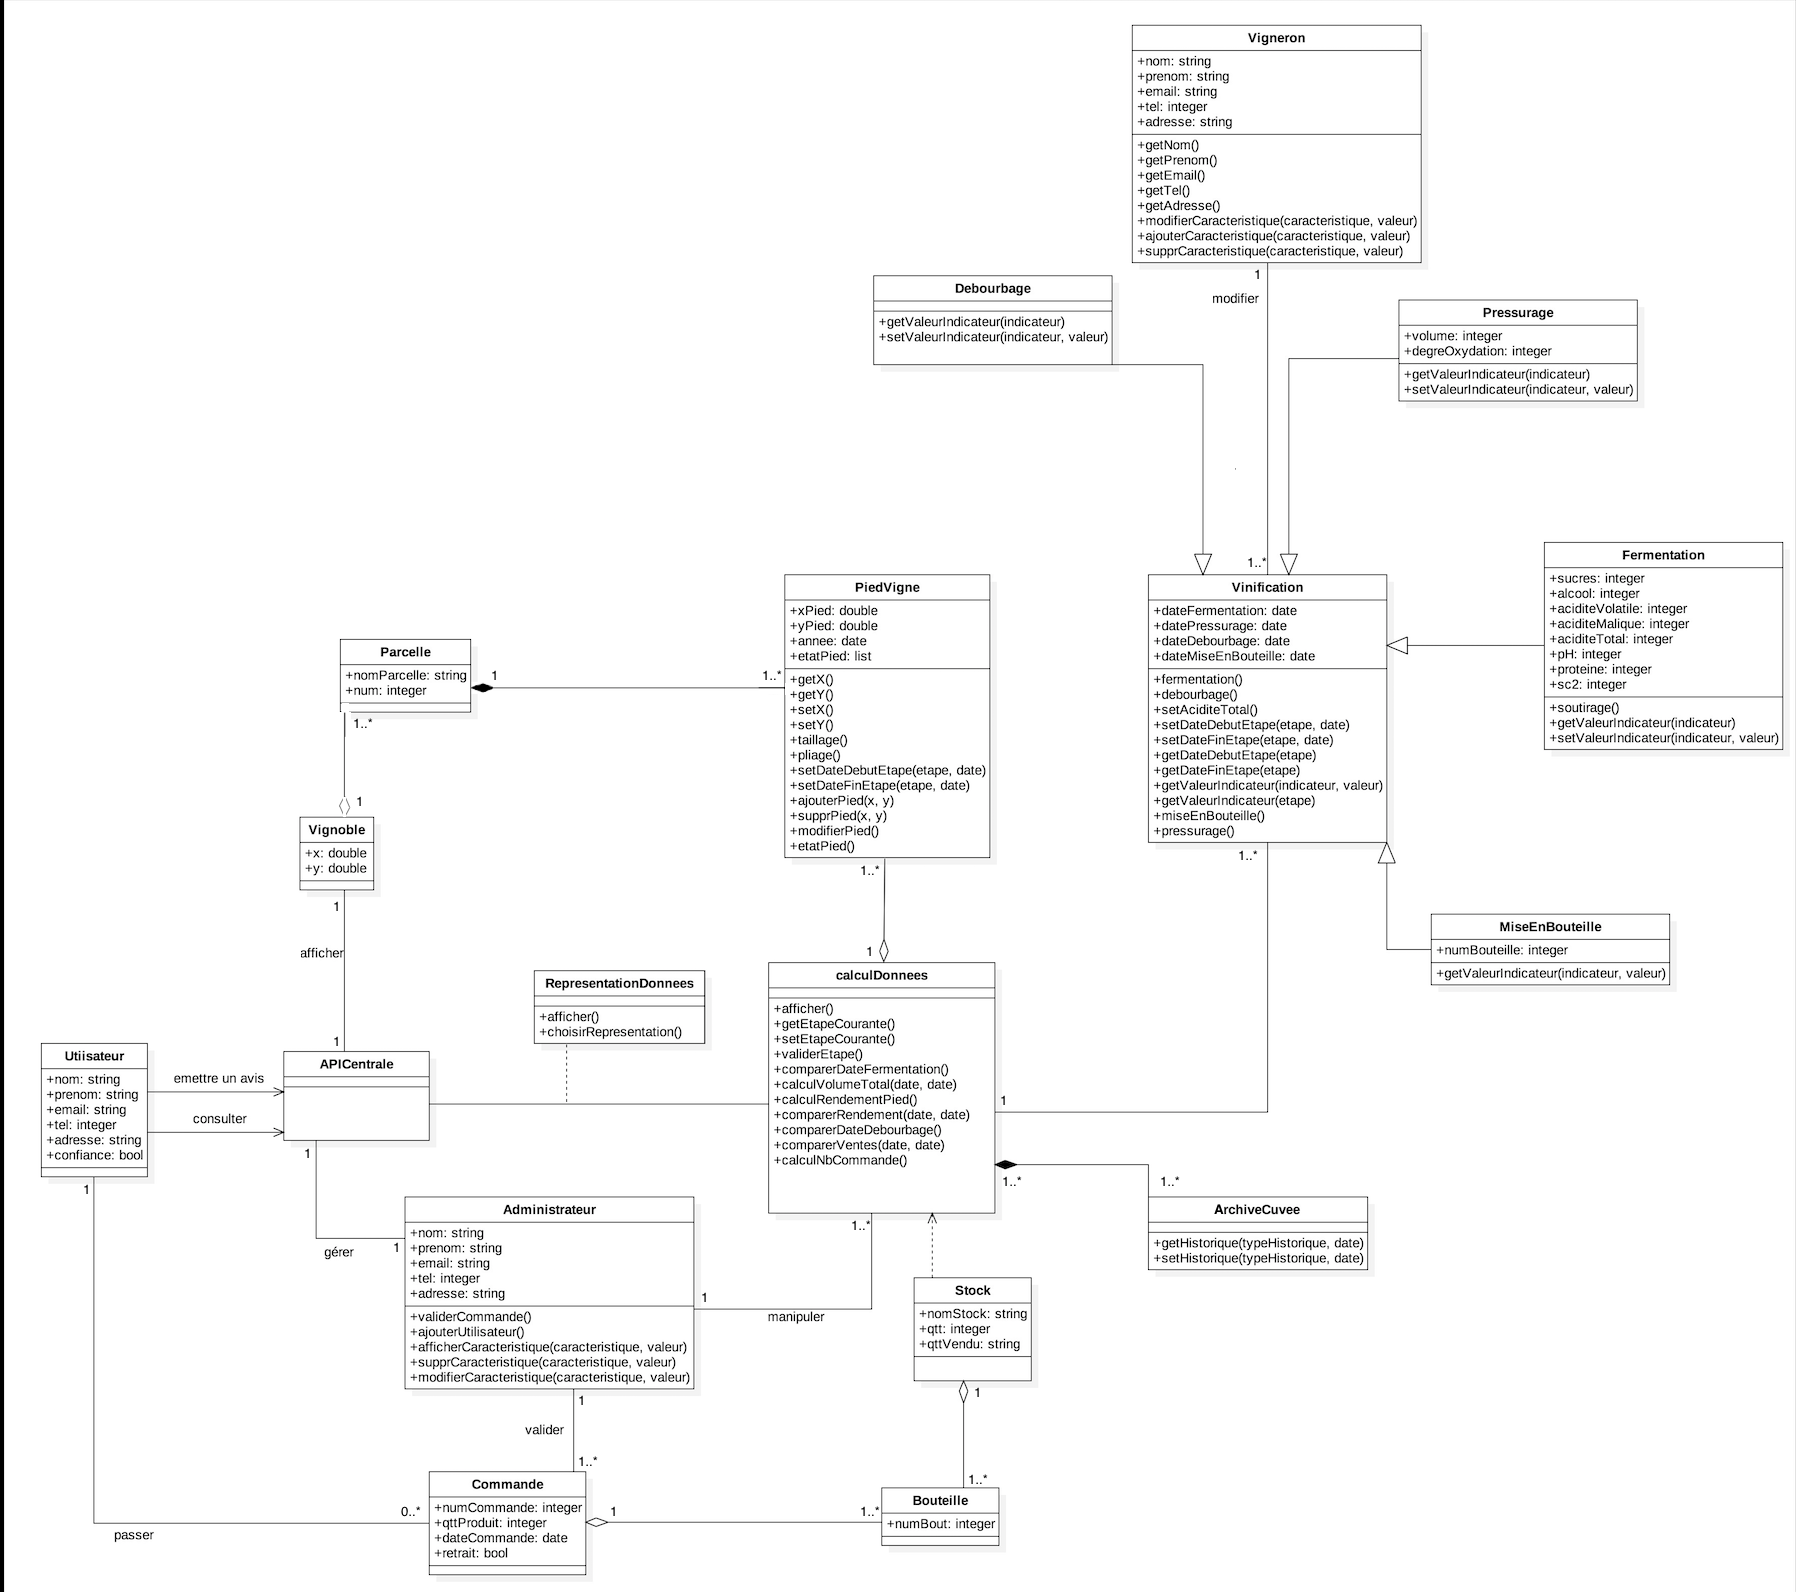 Vigneron
+nom: string
+prenom: string
+email: string
+tel: integer
+adresse: string
+getNom()
+getPrenom()
+getEmail()
+getTel()
+getAdresse()
+modifierCaracteristique(caracteristique, valeur)
+ajouterCaracteristique(caracteristique, valeur)
+supprCaracteristique(caracteristique, valeur)
1
modifier
1..*
Debourbage
+getValeurIndicateur(indicateur)
+setValeurIndicateur(indicateur, valeur)
Pressurage
+volume: integer
+degreOxydation: integer
+getValeurIndicateur(indicateur)
+setValeurIndicateur(indicateur, valeur)
Fermentation
+sucres: integer
+alcool: integer
+aciditeVolatile: integer
+aciditeMalique: integer
+aciditeTotal: integer
+pH: integer
+proteine: integer
+sc2: integer
+soutirage()
+getValeurIndicateur(indicateur)
+setValeurIndicateur(indicateur, valeur)
Vinification
+dateFermentation: date
+datePressurage: date
+dateDebourbage: date
+dateMiseEnBouteille: date
+fermentation()
+debourbage()
+setAciditeTotal()
+setDateDebutEtape(etape, date)
+setDateFinEtape(etape, date)
+getDateDebutEtape(etape)
+getDateFinEtape(etape)
+getValeurIndicateur(indicateur, valeur)
+getValeurIndicateur(etape)
+miseEnBouteille()
+pressurage()
1..*
PiedVigne
+xPied: double
+yPied: double
+annee: date
+etatPied: list
+getX()
+getY()
+setX()
+setY()
+taillage()
+pliage()
+setDateDebutEtape(etape, date)
+setDateFinEtape(etape, date)
+ajouterPied(x, y)
+supprPied(x, y)
+modifierPied()
+etatPied()
1..*
1
Parcelle
+nomParcelle: string
+num: integer
1
1..*
1..*
1
Vignoble
+x: double
+y: double
1
afficher
1
MiseEnBouteille
+numBouteille: integer
+getValeurIndicateur(indicateur, valeur)
RepresentationDonnees
+afficher()
+choisirRepresentation()
calculDonnees
+afficher()
+getEtapeCourante()
+setEtapeCourante()
+validerEtape()
+comparerDateFermentation()
+calculVolumeTotal(date, date)
+calculRendementPied()
+comparerRendement(date, date)
+comparerDateDebourbage()
+comparerVentes(date, date)
+calculNbCommande()
1
1..*
1..*
1..*
Utiisateur
+nom: string
+prenom: string
+email: string
+tel: integer
+adresse: string
+confiance: bool
1
emettre un avis
consulter
APICentrale
1
gérer
1
Administrateur
+nom: string
+prenom: string
+email: string
+tel: integer
+adresse: string
+validerCommande()
+ajouterUtilisateur()
+afficherCaracteristique(caracteristique, valeur)
+supprCaracteristique(caracteristique, valeur)
+modifierCaracteristique(caracteristique, valeur)
1
manipuler
1
valider
1..*
ArchiveCuvee
+getHistorique(typeHistorique, date)
+setHistorique(typeHistorique, date)
Stock
+nomStock: string
+qtt: integer
+qttVendu: string
1
1..*
Commande
+numCommande: integer
+qttProduit: integer
+dateCommande: date
+retrait: bool
0..*
passer
1
1..*
Bouteille
+numBout: integer